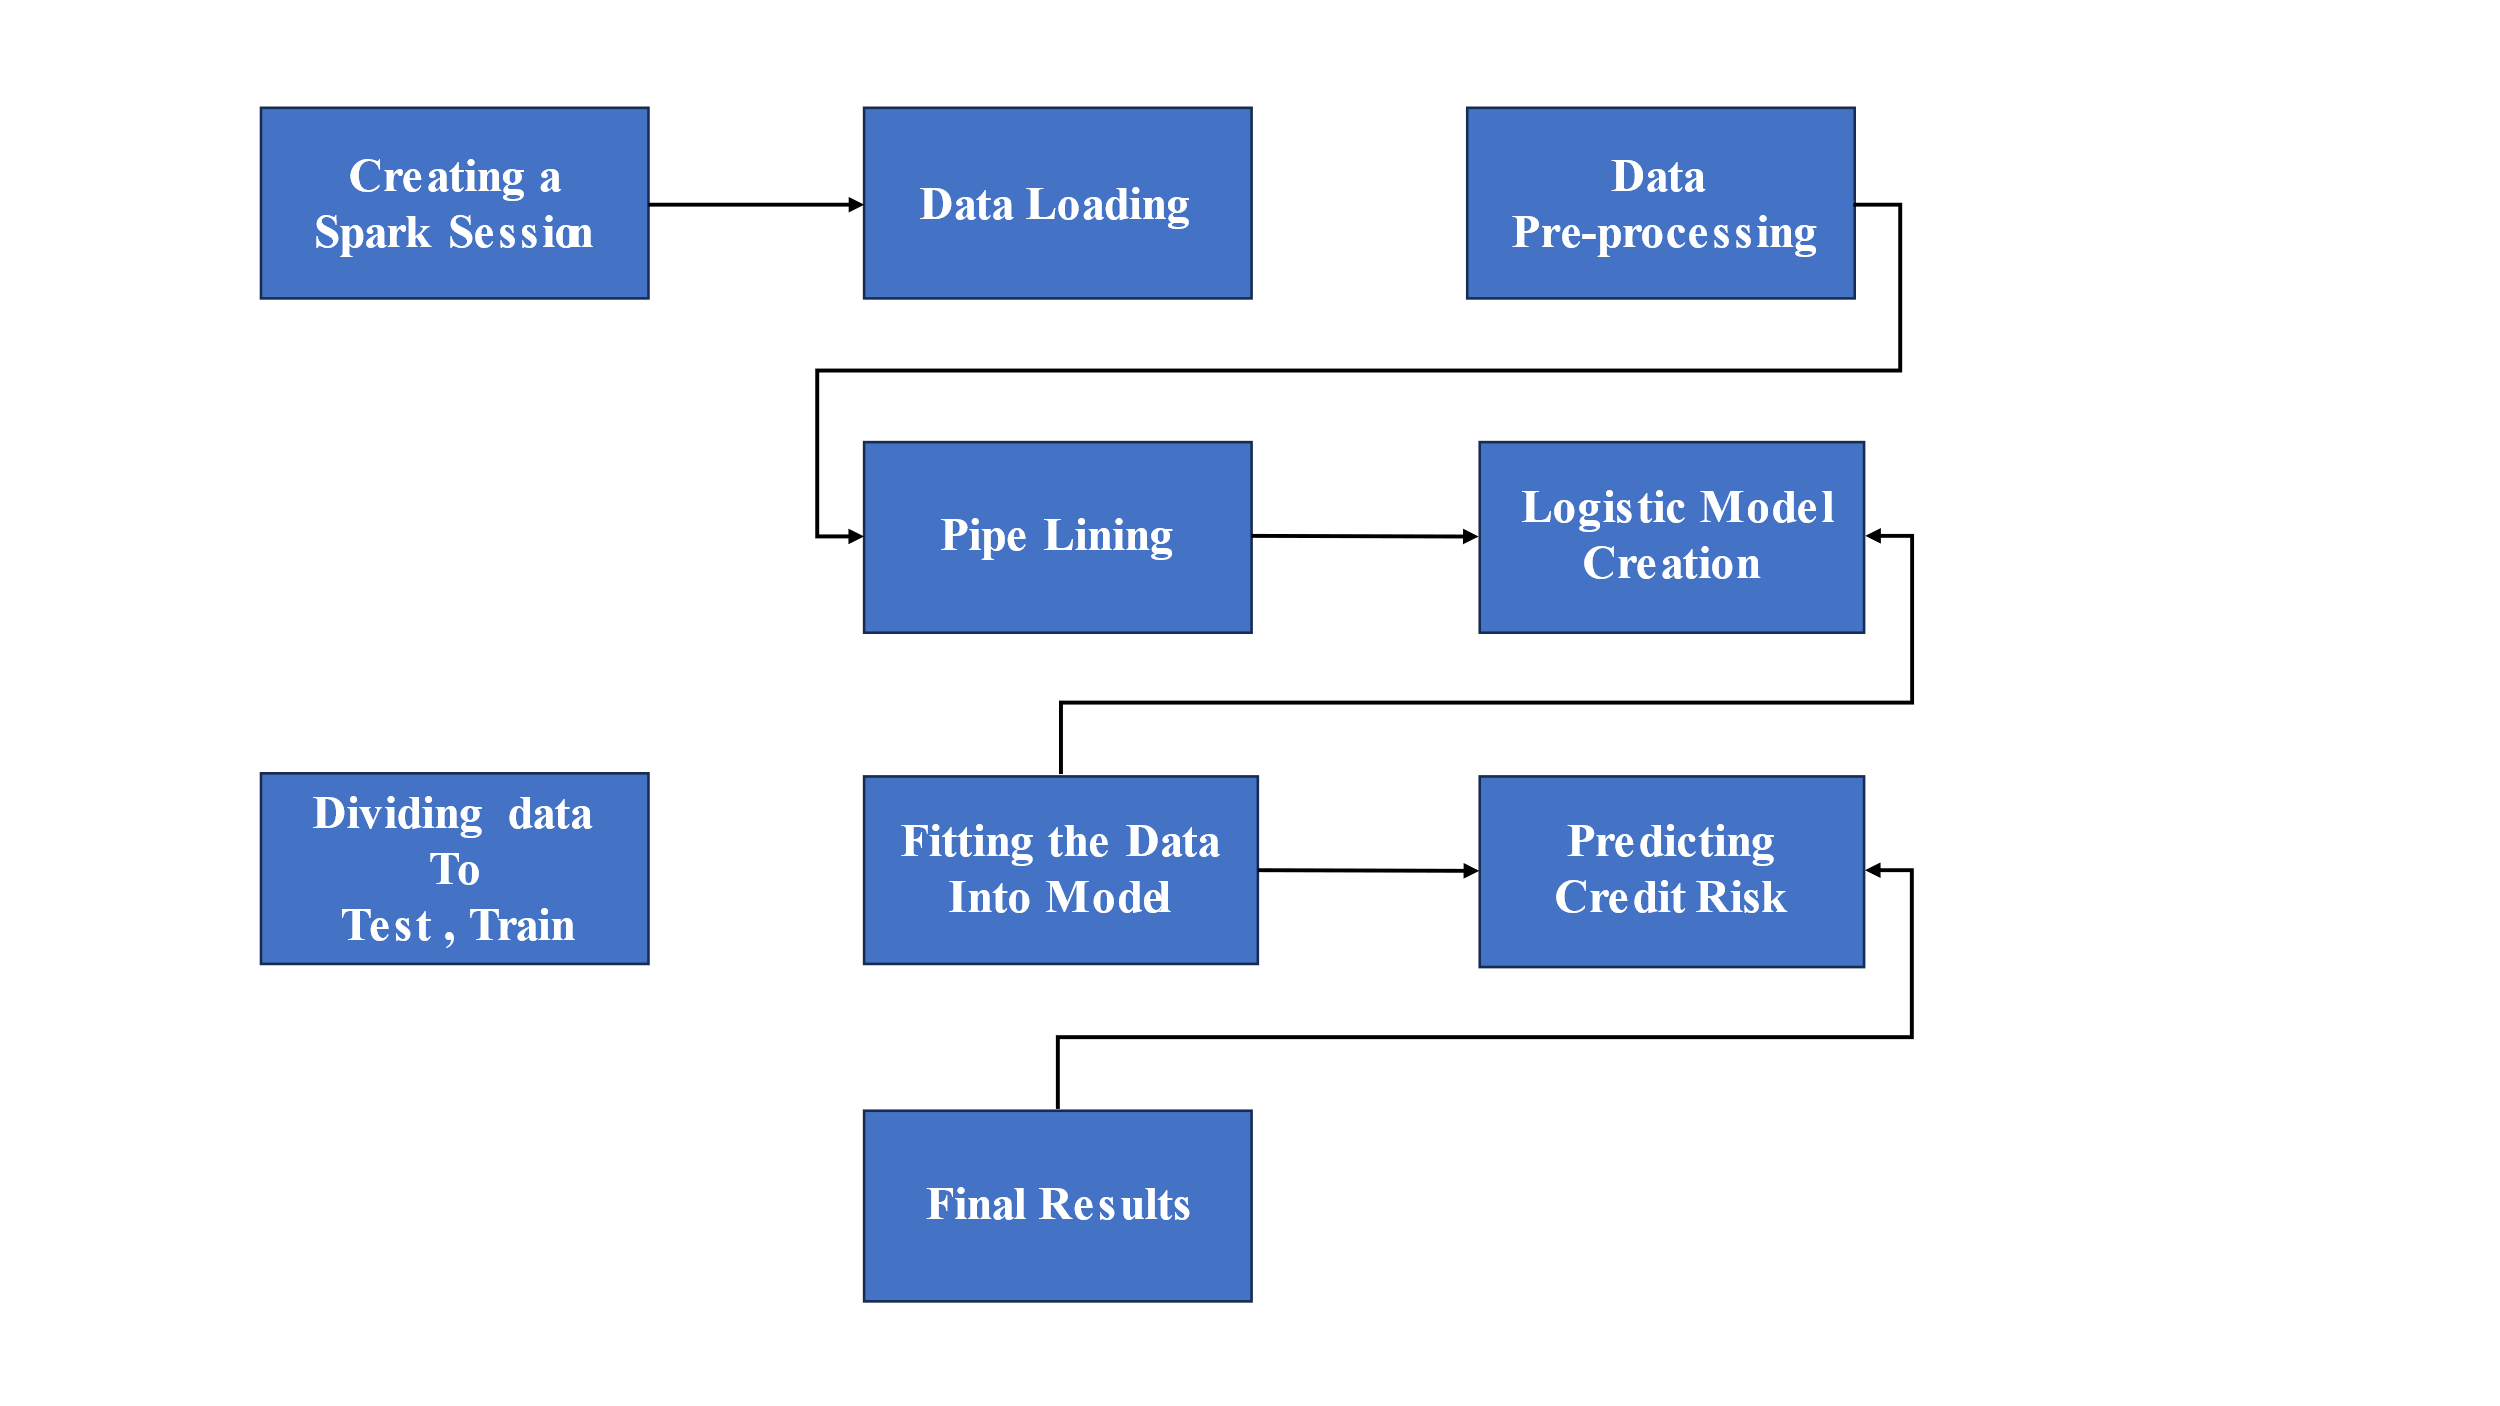 Creating a
Spark Session
Data Loading
Data
Pre-processing
Pipe Lining
Logistic Model
Creation
Dividing data
To
Test , Train
Fitting the Data
Into Model
Predicting
Credit Risk
Final Results